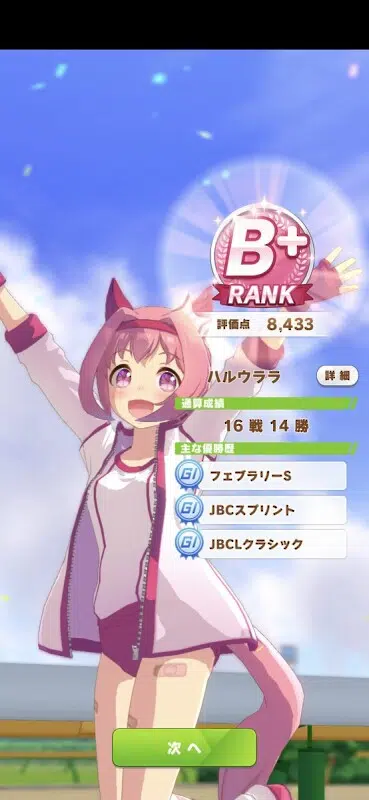 B+
RANK
評価点 8,433
ハルウララ
詳細
通算成績
16 戦 14 勝
主な優勝歴
GI フェブラリーS
GI JBCスプリント
GI JBCLクラシック
次へ